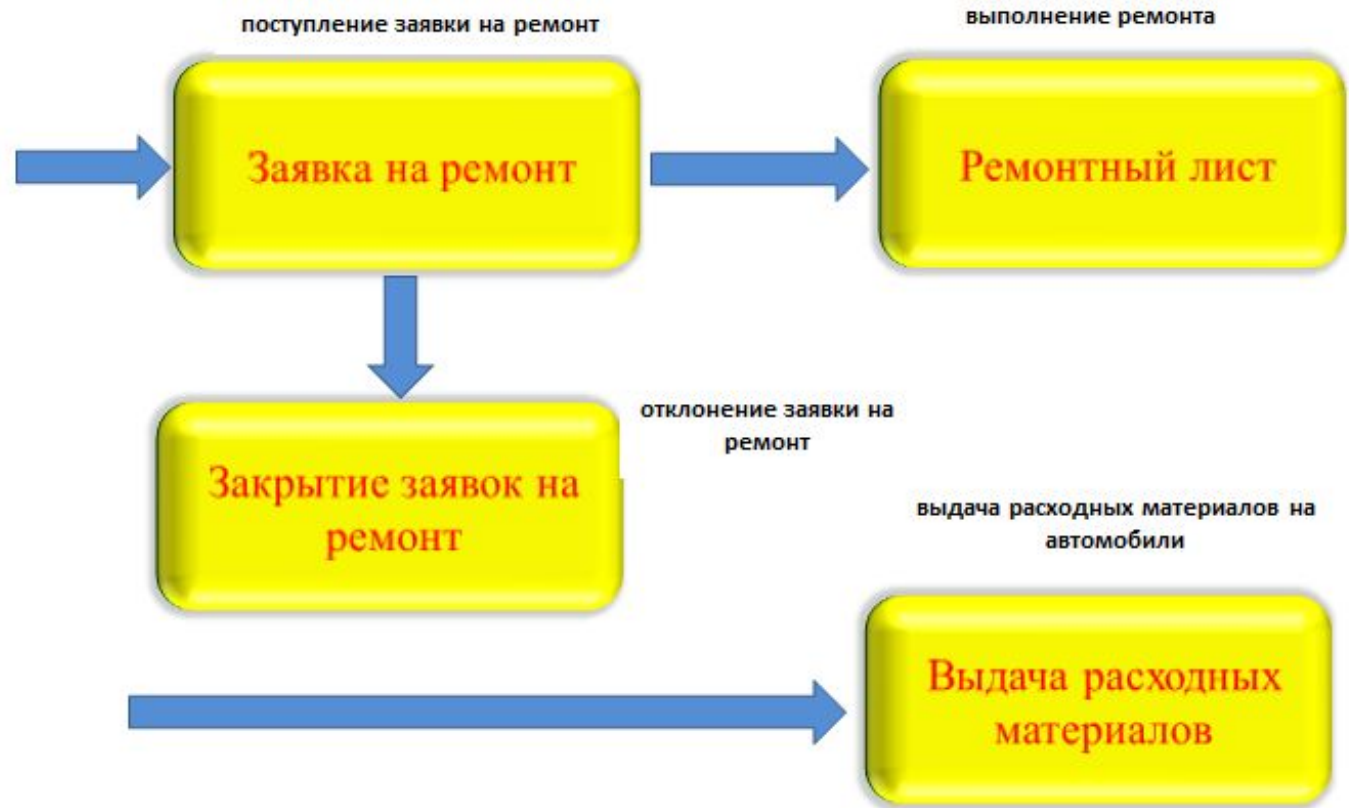 поступление заявки на ремонт
выполнение ремонта
Заявка на ремонт
Ремонтный лист
отклонение заявки на
ремонт
Закрытие заявок на
ремонт
выдача расходных материалов на
автомобили
Выдача расходных
материалов